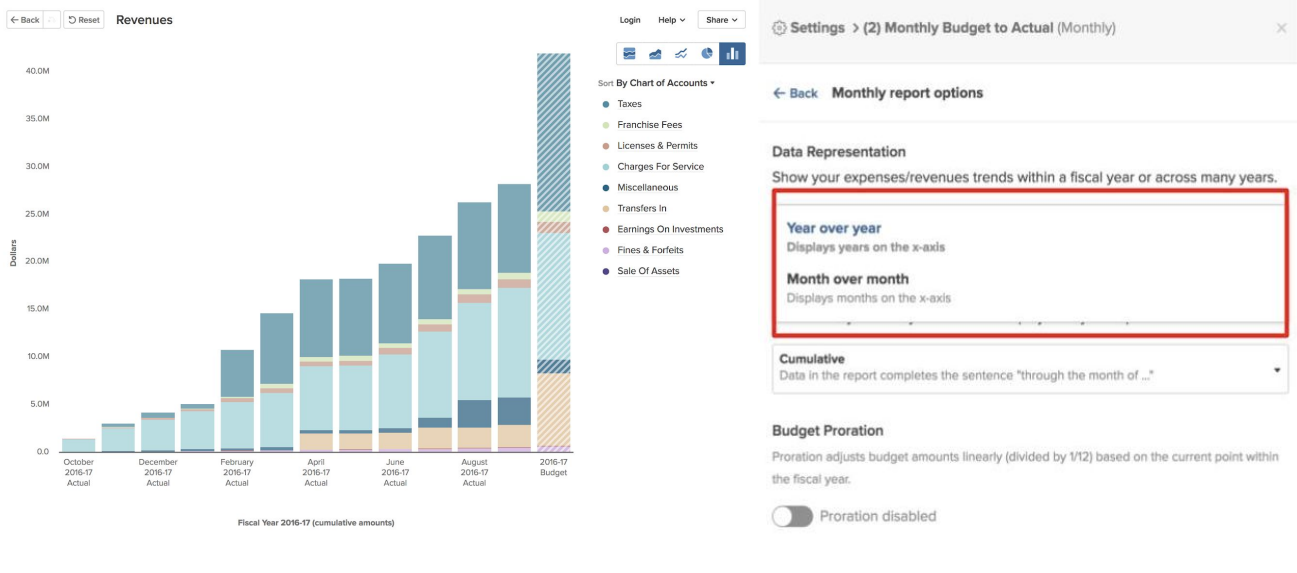 ← Back
Reset
Revenues
Login
Help
Share
Sort By Chart of Accounts
Taxes
Franchise Fees
Licenses & Permits
Charges For Service
Miscellaneous
Transfers In
Earnings On Investments
Fines & Forfeits
Sale Of Assets
Dollars
40.0M
35.0M
30.0M
25.0M
20.0M
15.0M
10.0M
5.0M
0.0
October
2016-17
Actual
December
2016-17
Actual
February
2016-17
Actual
April
2016-17
Actual
June
2016-17
Actual
August
2016-17
Actual
2016-17
Budget
Fiscal Year 2016-17 (cumulative amounts)
Settings > (2) Monthly Budget to Actual (Monthly)
×
← Back Monthly report options
Data Representation
Show your expenses/revenues trends within a fiscal year or across many years.
Year over year
Displays years on the x-axis
Month over month
Displays months on the x-axis
Cumulative
Data in the report completes the sentence "through the month of ..."
Budget Proration
Proration adjusts budget amounts linearly (divided by 1/12) based on the current point within
the fiscal year.
Proration disabled